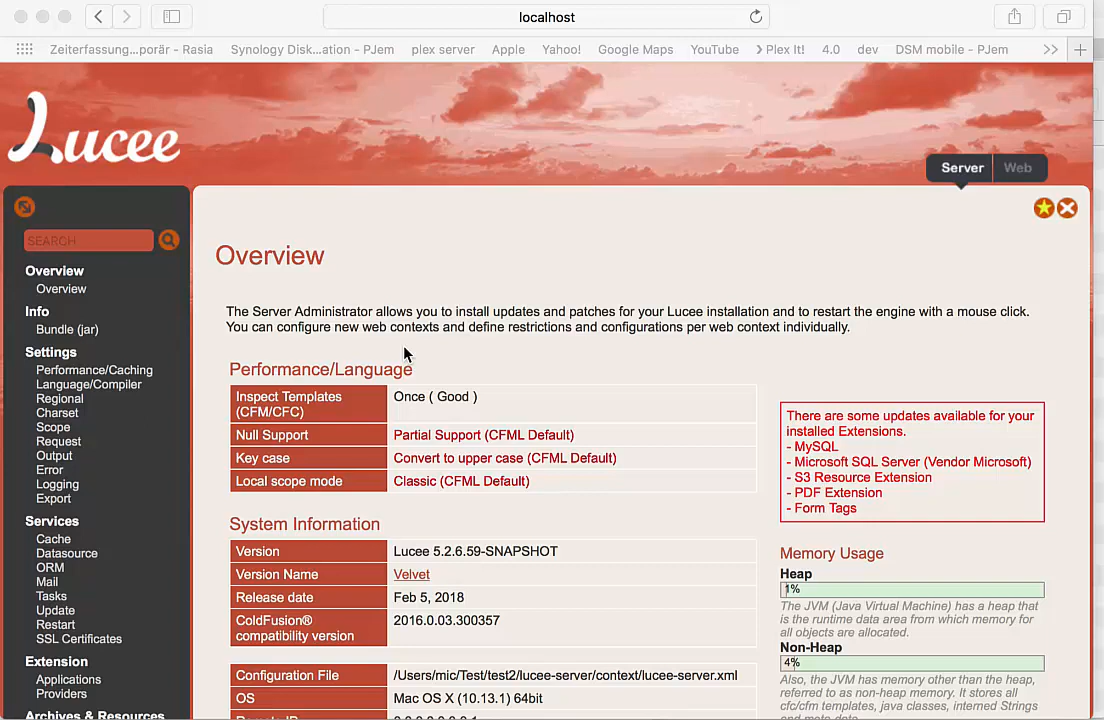 localhost
Zeiterfassung...porär - Rasia
Synology Disk...ation - PJem
plex server
Apple
Yahoo!
Google Maps
YouTube
Plex It!
4.0
dev
DSM mobile - PJem
>>
+
Lucee
Server
Web
SEARCH
Overview
Overview
Info
Bundle (jar)
Settings
Performance/Caching
Language/Compiler
Regional
Charset
Scope
Request
Output
Error
Logging
Export
Services
Cache
Datasource
ORM
Mail
Tasks
Update
Restart
SSL Certificates
Extension
Applications
Providers
Archives & Resources
Overview
The Server Administrator allows you to install updates and patches for your Lucee installation and to restart the engine with a mouse click.
You can configure new web contexts and define restrictions and configurations per web context individually.
Performance/Language
Inspect Templates
(CFM/CFC)
Once ( Good )
Null Support
Partial Support (CFML Default)
Key case
Convert to upper case (CFML Default)
Local scope mode
Classic (CFML Default)
System Information
Version
Lucee 5.2.6.59-SNAPSHOT
Version Name
Velvet
Release date
Feb 5, 2018
ColdFusion®
compatibility version
2016.0.03.300357
Configuration File
/Users/mic/Test/test2/lucee-server/context/lucee-server.xml
OS
Mac OS X (10.13.1) 64bit
There are some updates available for your
installed Extensions.
- MySQL
- Microsoft SQL Server (Vendor Microsoft)
- S3 Resource Extension
- PDF Extension
- Form Tags
Memory Usage
Heap
1%
The JVM (Java Virtual Machine) has a heap that
is the runtime data area from which memory for
all objects are allocated.
Non-Heap
4%
Also, the JVM has memory other than the heap,
referred to as non-heap memory. It stores all
cfc/cfm templates, java classes, interned Strings